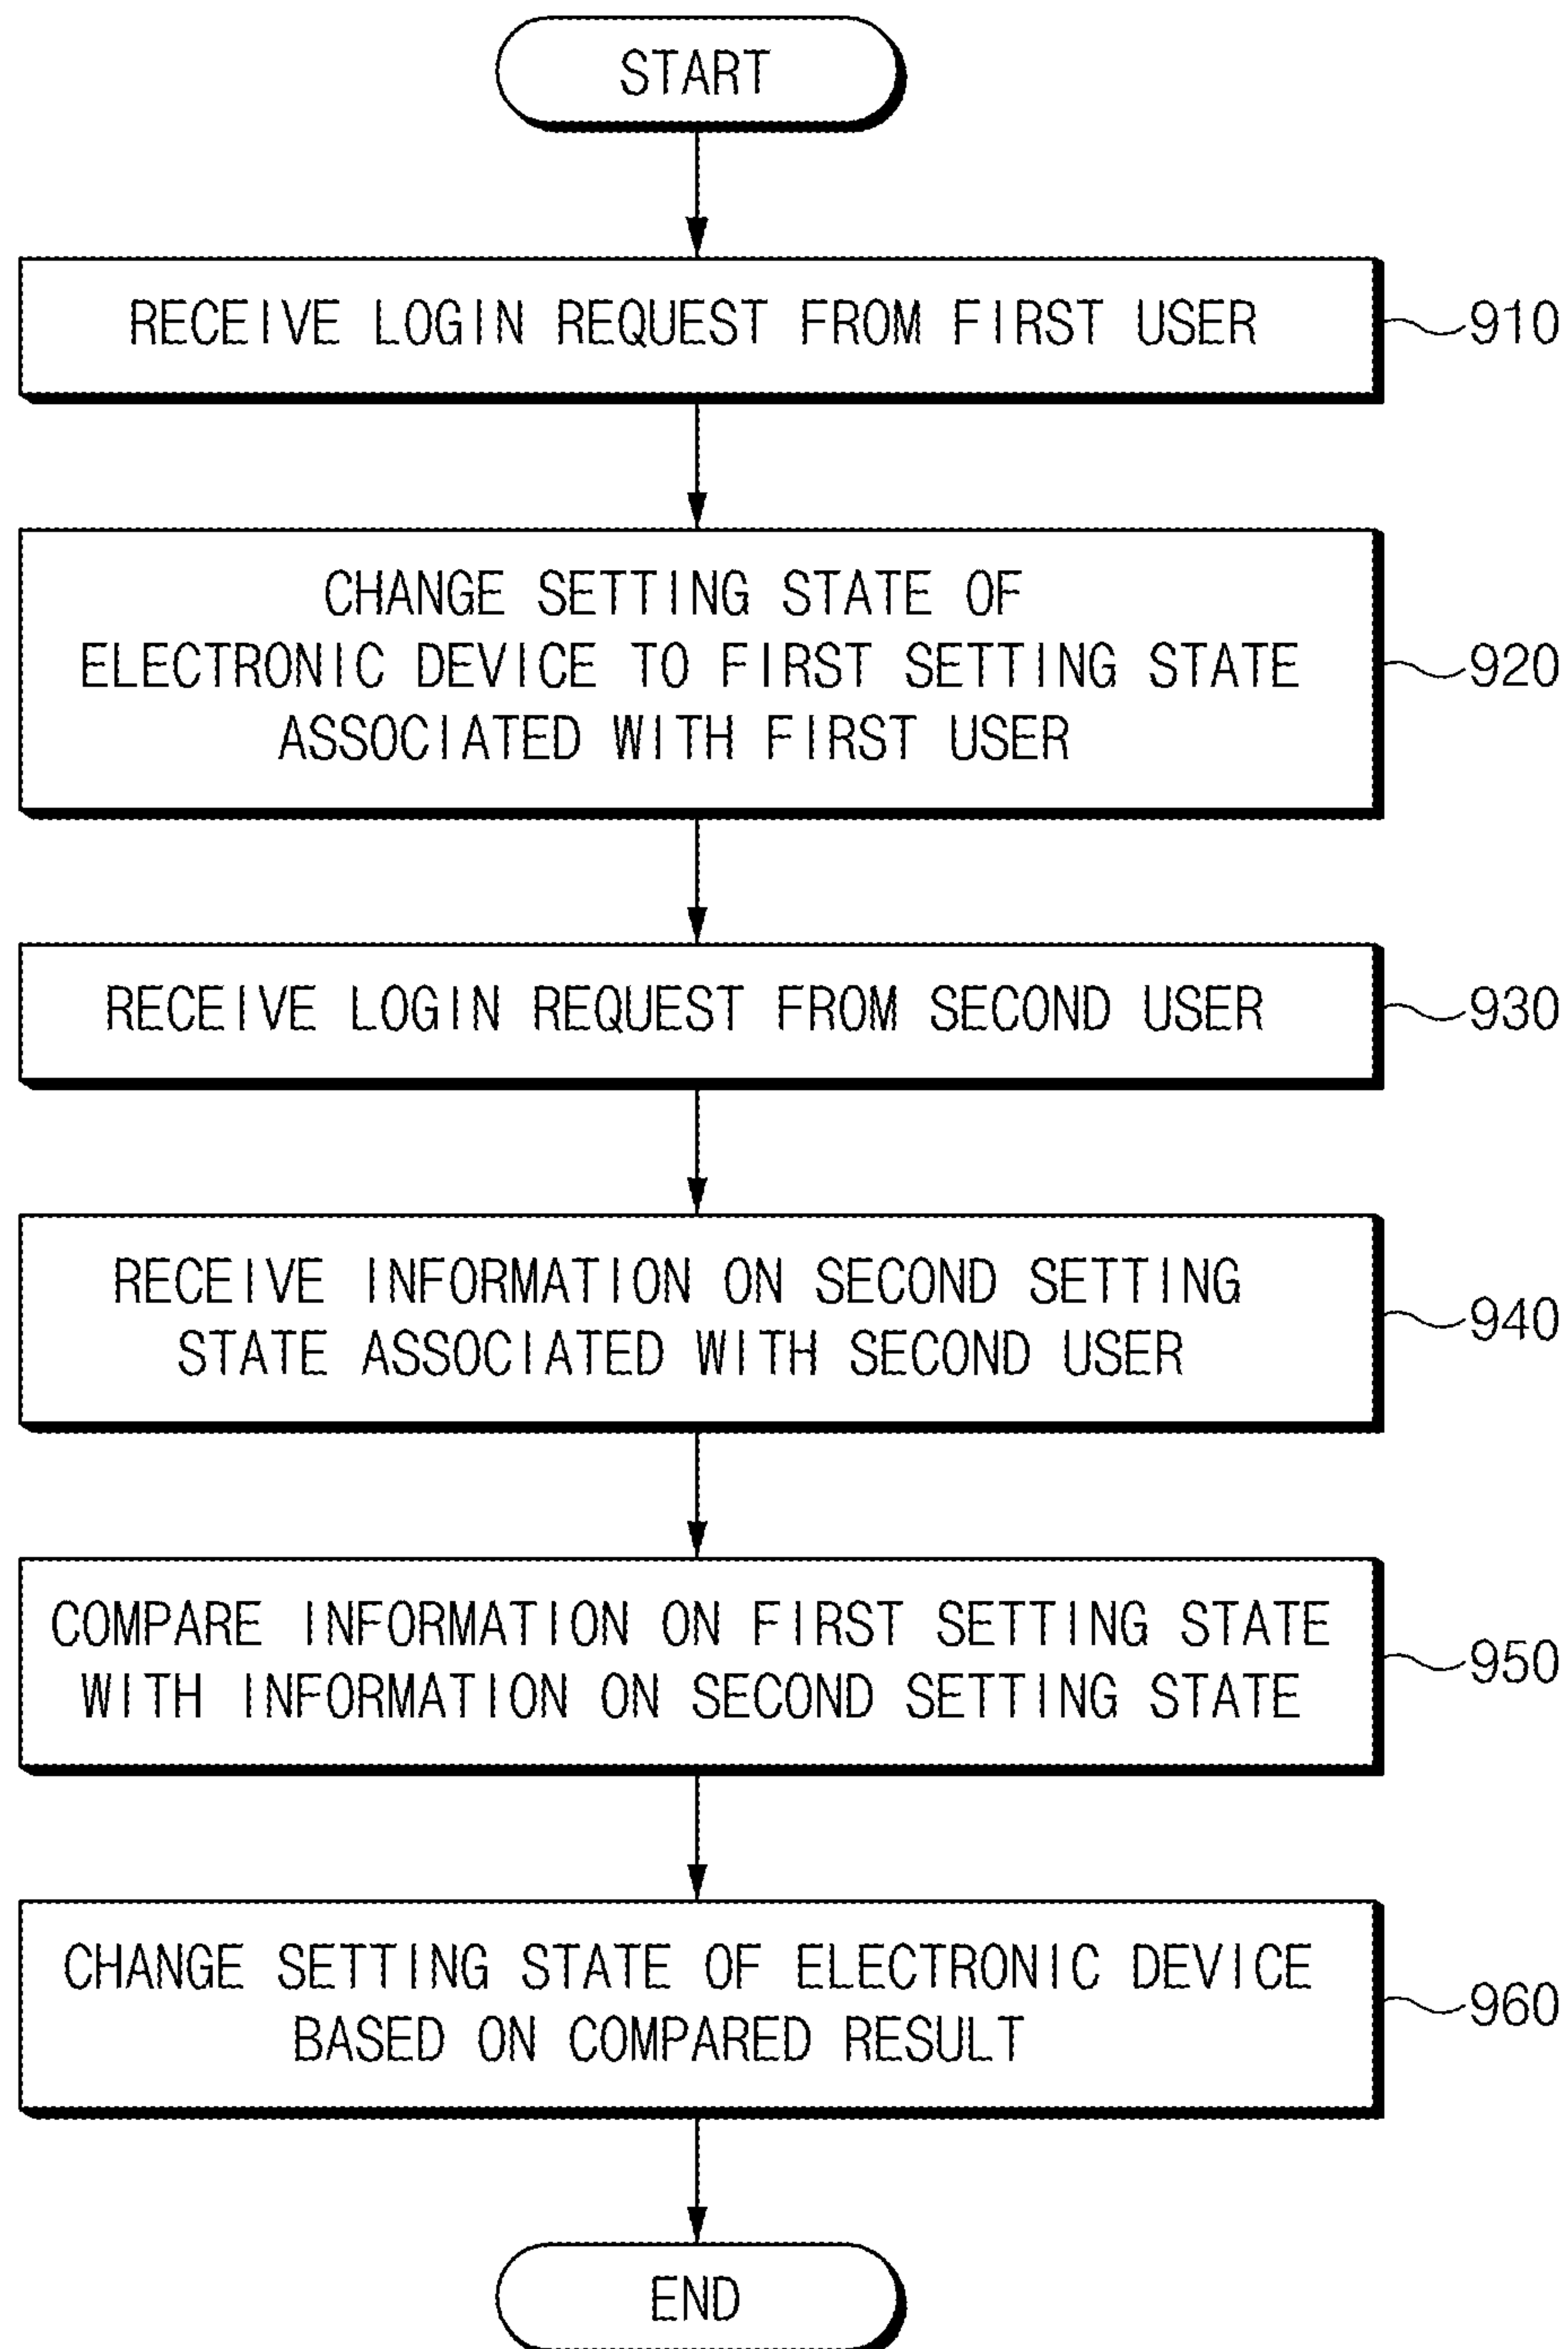 START
RECEIVE LOGIN REQUEST FROM FIRST USER
910
CHANGE SETTING STATE OF
ELECTRONIC DEVICE TO FIRST SETTING STATE
ASSOCIATED WITH FIRST USER
920
RECEIVE LOGIN REQUEST FROM SECOND USER
930
RECEIVE INFORMATION ON SECOND SETTING
STATE ASSOCIATED WITH SECOND USER
940
COMPARE INFORMATION ON FIRST SETTING STATE
WITH INFORMATION ON SECOND SETTING STATE
950
CHANGE SETTING STATE OF ELECTRONIC DEVICE
BASED ON COMPARED RESULT
960
END